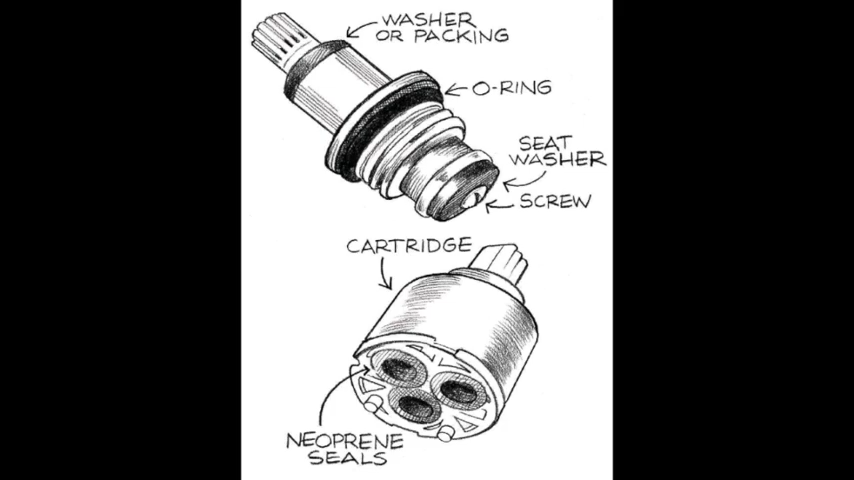 WASHER
OR PACKING
O-RING
SEAT
WASHER
SCREW
CARTRIDGE
NEOPRENE
SEALS